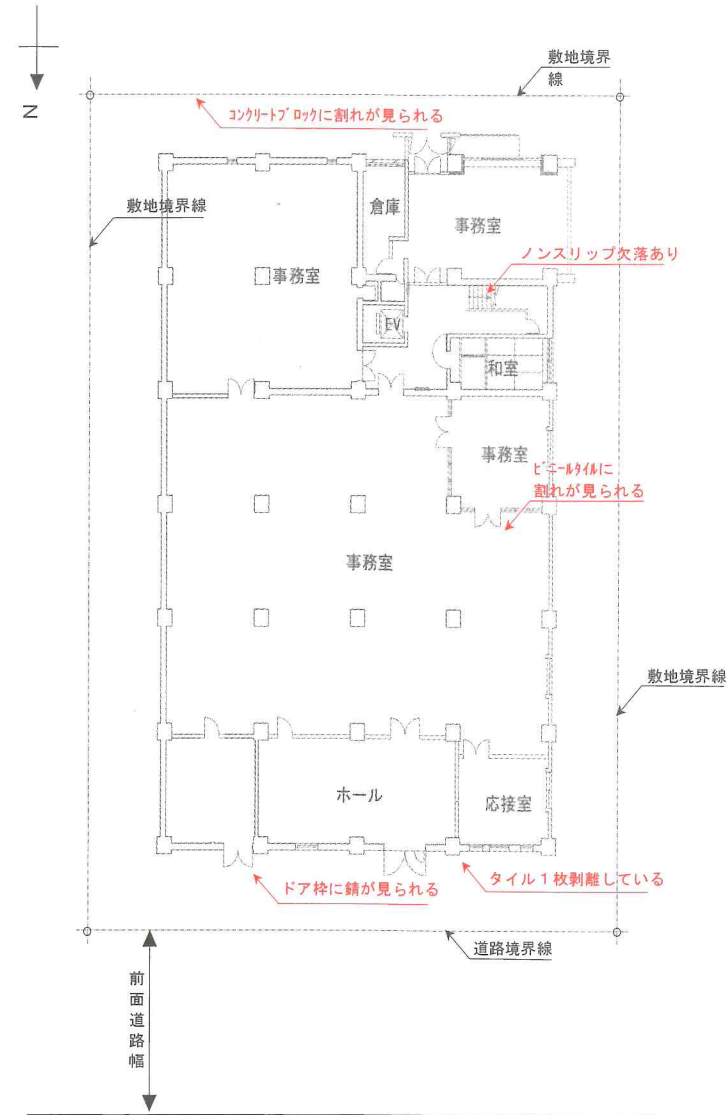 敷地境界
線
コンクリートブロックに割れが見られる
N
敷地境界線
倉庫
事務室
事務室
ノンスリップ欠落あり
EV
和室
事務室
ビニールタイルに
割れが見られる
事務室
敷地境界線
ホール
応接室
ドア枠に錆が見られる
タイル1枚剥離している
道路境界線
前面道路幅